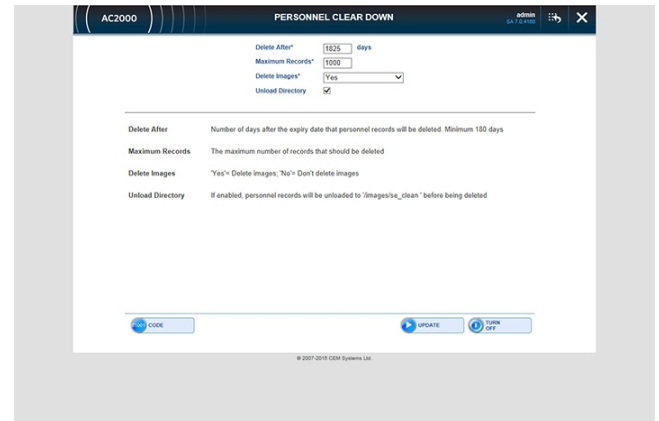 AC2000
PERSONNEL CLEAR DOWN
admin
SA 7.0.4166
Delete After* 1825 days
Maximum Records* 1000
Delete Images* Yes
Unload Directory
Delete After Number of days after the expiry date that personnel records will be deleted. Minimum 180 days
Maximum Records The maximum number of records that should be deleted
Delete Images 'Yes'= Delete images, 'No'= Don't delete images
Unload Directory If enabled, personnel records will be unloaded to '/images/se_clean ' before being deleted
CODE
UPDATE
TURN
OFF
© 2007-2015 CEM Systems Ltd.